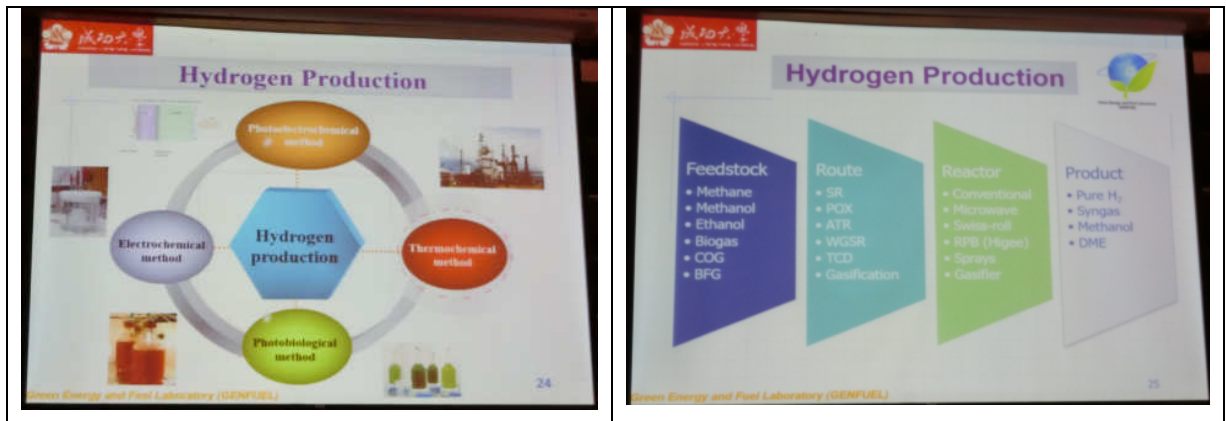 成功大學
Hydrogen Production
Photoelectrochemical
method
Electrochemical
method
Hydrogen
production
Thermochemical
method
Photobiological
method
24
Green Energy and Fuel Laboratory (GENFUEL)
成功大學
Hydrogen Production
Feedstock
• Methane
• Methanol
• Ethanol
• Biogas
• COG
• BFG
Route
• SR
• POX
• ATR
• WGSR
• TCD
• Gasification
Reactor
• Conventional
• Microwave
• Swiss-roll
• RPB (Higee)
• Sprays
• Gasifier
Product
• Pure H₂
• Syngas
• Methanol
• DME
25
Green Energy and Fuel Laboratory (GENFUEL)